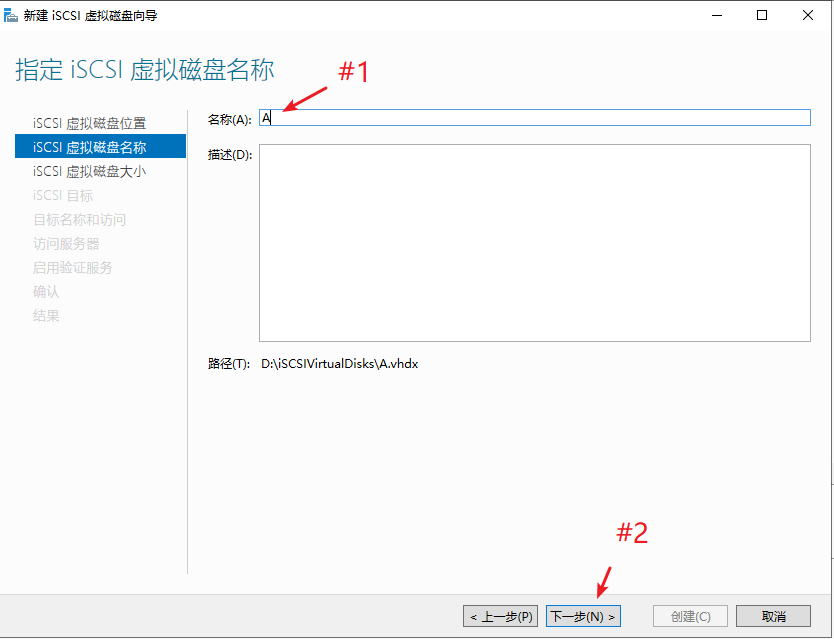 新建 iSCSI 虚拟磁盘向导
指定 iSCSI 虚拟磁盘名称
#1
iSCSI 虚拟磁盘位置
iSCSI 虚拟磁盘名称
iSCSI 虚拟磁盘大小
iSCSI 目标
目标名称和访问
访问服务器
启用验证服务
确认
结果
名称(A): A
描述(D):
路径(T): D:\iSCSIVirtualDisks\A.vhdx
#2
< 上一步(P) 下一步(N) > 创建(C) 取消